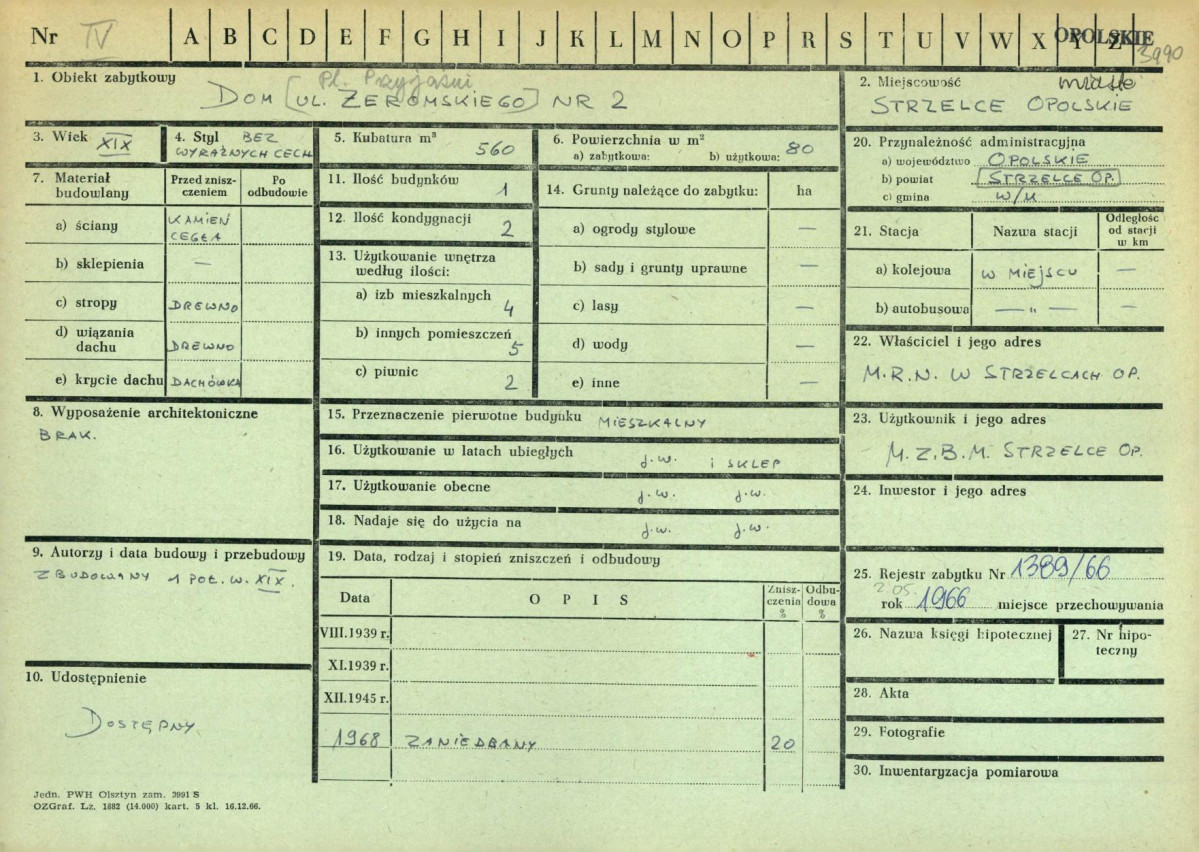 Nr IV A B C D E F G H I J K L M N O P R S T U V W X Y Z OPOLSKIE
3990
1. Obiekt zabytkowy
Pl. Przyjaźni
DOM [UL. ŻEROMSKIEGO] NR 2
2. Miejscowość miasto
STRZELCE OPOLSKIE
3. Wiek XIX
4. Styl BEZ
WYRAŹNYCH CECH
5. Kubatura m³ 560
6. Powierzchnia w m²
a) zabytkowa: b) użytkowa: 80
20. Przynależność administracyjna
a) województwo OPOLSKIE
b) powiat [STRZELCE OP.]
c) gmina W/M
7. Materiał budowlany
Przed znisz-
czeniem
Po
odbudowie
a) ściany KAMIEŃ
CEGŁA
b) sklepienia —
c) stropy DREWNO
d) wiązania
dachu DREWNO
e) krycie dachu DACHÓWKA
11. Ilość budynków 1
12. Ilość kondygnacji 2
13. Użytkowanie wnętrza
według ilości:
a) izb mieszkalnych 4
b) innych pomieszczeń 5
c) piwnic 2
14. Grunty należące do zabytku: ha
a) ogrody stylowe —
b) sady i grunty uprawne —
c) lasy —
d) wody —
e) inne —
21. Stacja Nazwa stacji Odległość
od stacji
w km
a) kolejowa W MIEJSCU —
b) autobusowa — „ — —
22. Właściciel i jego adres
M.R.N. W STRZELCACH OP.
8. Wyposażenie architektoniczne
BRAK.
15. Przeznaczenie pierwotne budynku MIESZKALNY
16. Użytkowanie w latach ubiegłych j.w. i SKLEP
17. Użytkowanie obecne j.w. j.w.
18. Nadaje się do użycia na j.w. j.w.
23. Użytkownik i jego adres
M.Z.B.M. STRZELCE OP.
24. Inwestor i jego adres
9. Autorzy i data budowy i przebudowy
ZBUDOWANY 1 POŁ. W. XIX.
19. Data, rodzaj i stopień zniszczeń i odbudowy
Data OPIS Znisz-
czenia
%
Odbu-
dowa
%
VIII.1939 r.
XI.1939 r.
XII.1945 r.
1968 ZANIEDBANY 20
25. Rejestr zabytku Nr 1389/66
2.05
rok 1966 miejsce przechowywania
26. Nazwa księgi hipotecznej
27. Nr hipo-
teczny
10. Udostępnienie
DOSTĘPNY
28. Akta
29. Fotografie
30. Inwentaryzacja pomiarowa
Jedn. PWH Olsztyn zam. 3991 S
OZGraf. Lz. 1882 (14.000) kart. 5 kl. 16.12.66.